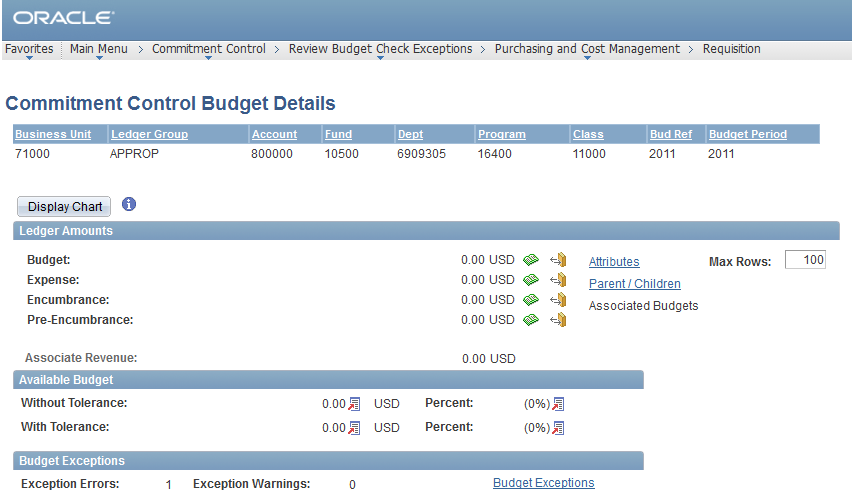 ORACLE
Favorites Main Menu > Commitment Control > Review Budget Check Exceptions > Purchasing and Cost Management > Requisition
Commitment Control Budget Details
Business Unit Ledger Group Account Fund Dept Program Class Bud Ref Budget Period
71000 APPROP 800000 10500 6909305 16400 11000 2011 2011
Display Chart
Ledger Amounts
Budget: 0.00 USD Attributes Max Rows: 100
Expense: 0.00 USD Parent / Children
Encumbrance: 0.00 USD Associated Budgets
Pre-Encumbrance: 0.00 USD
Associate Revenue: 0.00 USD
Available Budget
Without Tolerance: 0.00 USD Percent: (0%)
With Tolerance: 0.00 USD Percent: (0%)
Budget Exceptions
Exception Errors: 1 Exception Warnings: 0 Budget Exceptions